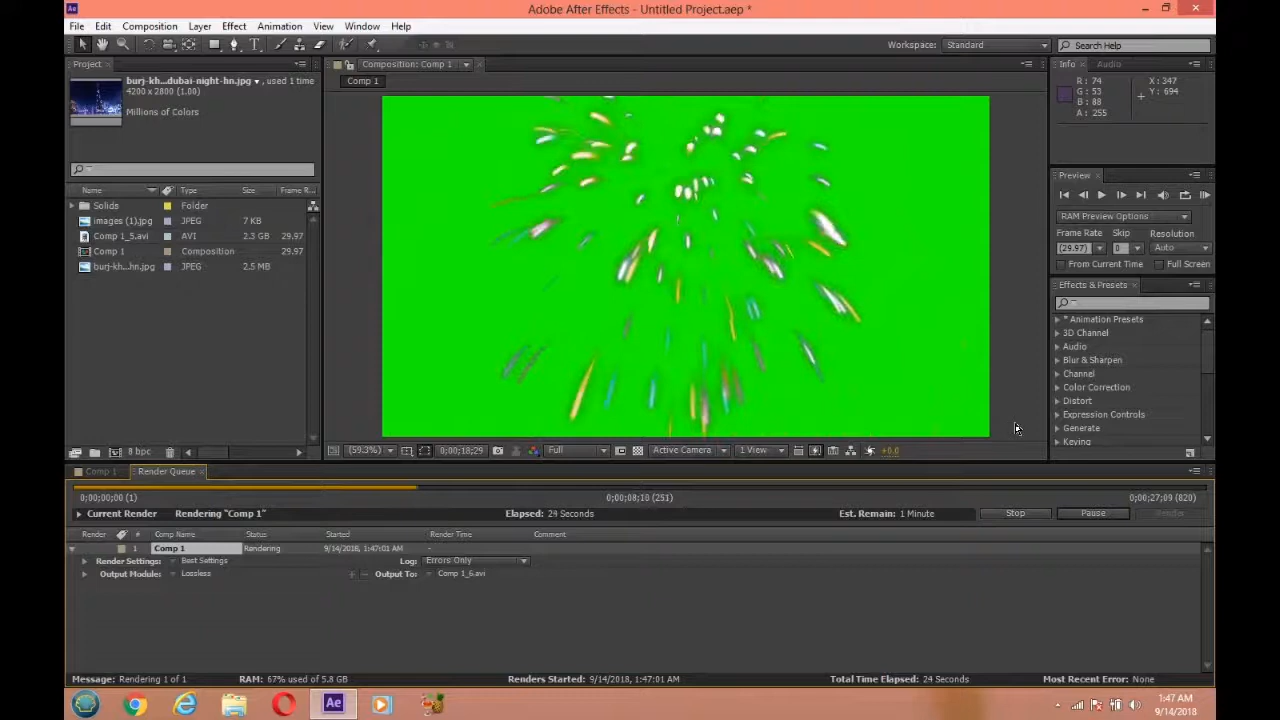 Adobe After Effects - Untitled Project.aep *
File Edit Composition Layer Effect Animation View Window Help
Workspace: Standard Search Help
Project
burj-kh...dubai-night-hn.jpg, used 1 time
4200 x 2800 (1.00)
Millions of Colors
Name Type Size Frame R...
Solids Folder
images (1).jpg JPEG 7 KB
Comp 1_5.avi AVI 2.3 GB 29.97
Comp 1 Composition 29.97
burj-kh...hn.jpg JPEG 2.5 MB
8 bpc
Composition: Comp 1
Comp 1
(59.3%) 0;00;18;29 Full Active Camera 1 View +0.0
Info Audio
R: 74 X: 347
G: 53 Y: 694
B: 88
A: 255
Preview
RAM Preview Options
Frame Rate Skip Resolution
(29.97) 0 Auto
From Current Time Full Screen
Effects & Presets
* Animation Presets
3D Channel
Audio
Blur & Sharpen
Channel
Color Correction
Distort
Expression Controls
Generate
Keying
Comp 1 Render Queue
0;00;00;00 (1) 0;00;08;10 (251) 0;00;27;09 (820)
Current Render Rendering "Comp 1" Elapsed: 24 Seconds Est. Remain: 1 Minute Stop Pause Render
Render # Comp Name Status Started Render Time Comment
1 Comp 1 Rendering 9/14/2018, 1:47:01 AM -
Render Settings: Best Settings Log: Errors Only
Output Module: Lossless Output To: Comp 1_6.avi
Message: Rendering 1 of 1 RAM: 67% used of 5.8 GB Renders Started: 9/14/2018, 1:47:01 AM Total Time Elapsed: 24 Seconds Most Recent Error: None
Ae
1:47 AM
9/14/2018